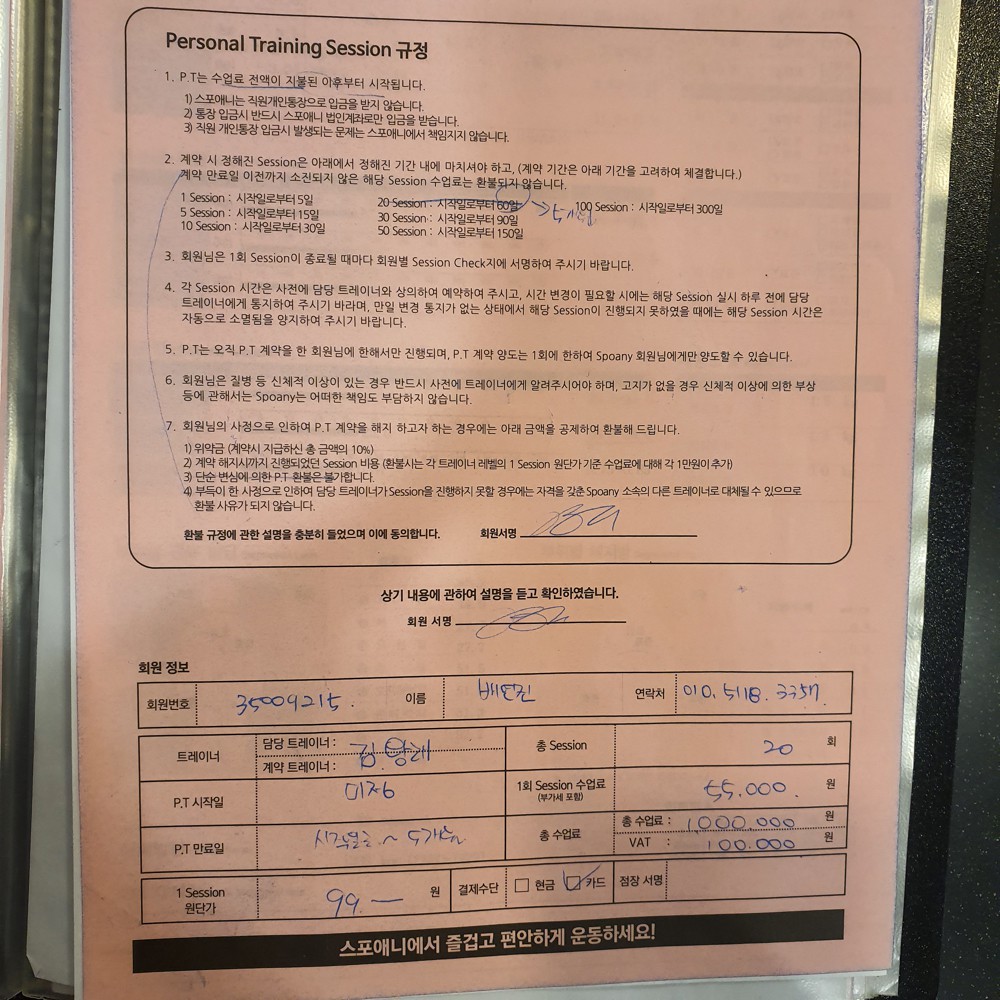 Personal Training Session 규정
1. P.T는 수업료 전액이 지불된 이후부터 시작됩니다.
1) 스포애니는 직원개인통장으로 입금을 받지 않습니다.
2) 통장 입금시 반드시 스포애니 법인계좌로만 입금을 받습니다.
3) 직원 개인통장 입금시 발생되는 문제는 스포애니에서 책임지지 않습니다.
2. 계약 시 정해진 Session은 아래에서 정해진 기간 내에 마치셔야 하고, (계약 기간은 아래 기간을 고려하여 체결합니다.)
계약 만료일 이전까지 소진되지 않은 해당 Session 수업료는 환불되지 않습니다.
1 Session : 시작일로부터 5일 20 Session : 시작일로부터 60일 → 5개월 100 Session : 시작일로부터 300일
5 Session : 시작일로부터 15일 30 Session : 시작일로부터 90일
10 Session : 시작일로부터 30일 50 Session : 시작일로부터 150일
3. 회원님은 1회 Session이 종료될 때마다 회원별 Session Check지에 서명하여 주시기 바랍니다.
4. 각 Session 시간은 사전에 담당 트레이너와 상의하여 예약하여 주시고, 시간 변경이 필요할 시에는 해당 Session 실시 하루 전에 담당
트레이너에게 통지하여 주시기 바라며, 만일 변경 통지가 없는 상태에서 해당 Session이 진행되지 못하였을 때에는 해당 Session 시간은
자동으로 소멸됨을 양지하여 주시기 바랍니다.
5. P.T는 오직 P.T 계약을 한 회원님에 한해서만 진행되며, P.T 계약 양도는 1회에 한하여 Spoany 회원님에게만 양도할 수 있습니다.
6. 회원님은 질병 등 신체적 이상이 있는 경우 반드시 사전에 트레이너에게 알려주시어야 하며, 고지가 없을 경우 신체적 이상에 의한 부상
등에 관해서는 Spoany는 어떠한 책임도 부담하지 않습니다.
7. 회원님의 사정으로 인하여 P.T 계약을 해지 하고자 하는 경우에는 아래 금액을 공제하여 환불해 드립니다.
1) 위약금 (계약시 지급하신 총 금액의 10%)
2) 계약 해지시까지 진행되었던 Session 비용 (환불시는 각 트레이너 레벨의 1 Session 원단가 기준 수업료에 대해 각 1만원이 추가)
3) 단순 변심에 의한 P.T 환불은 불가합니다.
4) 부득이 한 사정으로 인하여 담당 트레이너가 Session을 진행하지 못할 경우에는 자격을 갖춘 Spoany 소속의 다른 트레이너로 대체될 수 있으므로
환불 사유가 되지 않습니다.
환불 규정에 관한 설명을 충분히 들었으며 이에 동의합니다. 회원서명
상기 내용에 관하여 설명을 듣고 확인하였습니다.
회원 서명
회원 정보
회원번호 35009215. 이름 연락처 010.5118.3357
트레이너 담당 트레이너 : 총 Session 20 회
계약 트레이너 : 김왕래
P.T 시작일 미정 1회 Session 수업료 55.000. 원
(부가세 포함)
P.T 만료일 ~ 5개월 총 수업료 총 수업료 : 1,000.000 원
VAT : 100.000 원
1 Session 99.— 원 결제수단 현금 카드 점장 서명
원단가
스포애니에서 즐겁고 편안하게 운동하세요!